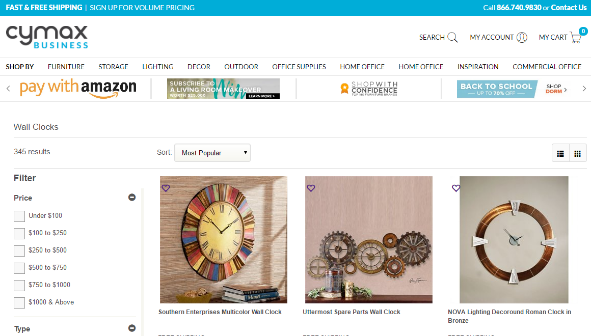 FAST & FREE SHIPPING | SIGN UP FOR VOLUME PRICING
Call 866.740.9830 or Contact Us
cymax
BUSINESS
SEARCH
MY ACCOUNT
MY CART
0
SHOP BY FURNITURE STORAGE LIGHTING DECOR OUTDOOR OFFICE SUPPLIES HOME OFFICE HOME OFFICE INSPIRATION COMMERCIAL OFFICE
pay with amazon
SUBSCRIBE TO
A LIVING ROOM MAKEOVER
Win
LEARN MORE
SHOP WITH
CONFIDENCE
BACK TO SCHOOL
UP TO 70% OFF
SHOP
DORM >
Wall Clocks
345 results
Sort: Most Popular
Filter
Price
Under $100
$100 to $250
$250 to $500
$500 to $750
$750 to $1000
$1000 & Above
Type
Southern Enterprises Multicolor Wall Clock
Uttermost Spare Parts Wall Clock
NOVA Lighting Decoround Roman Clock in
Bronze